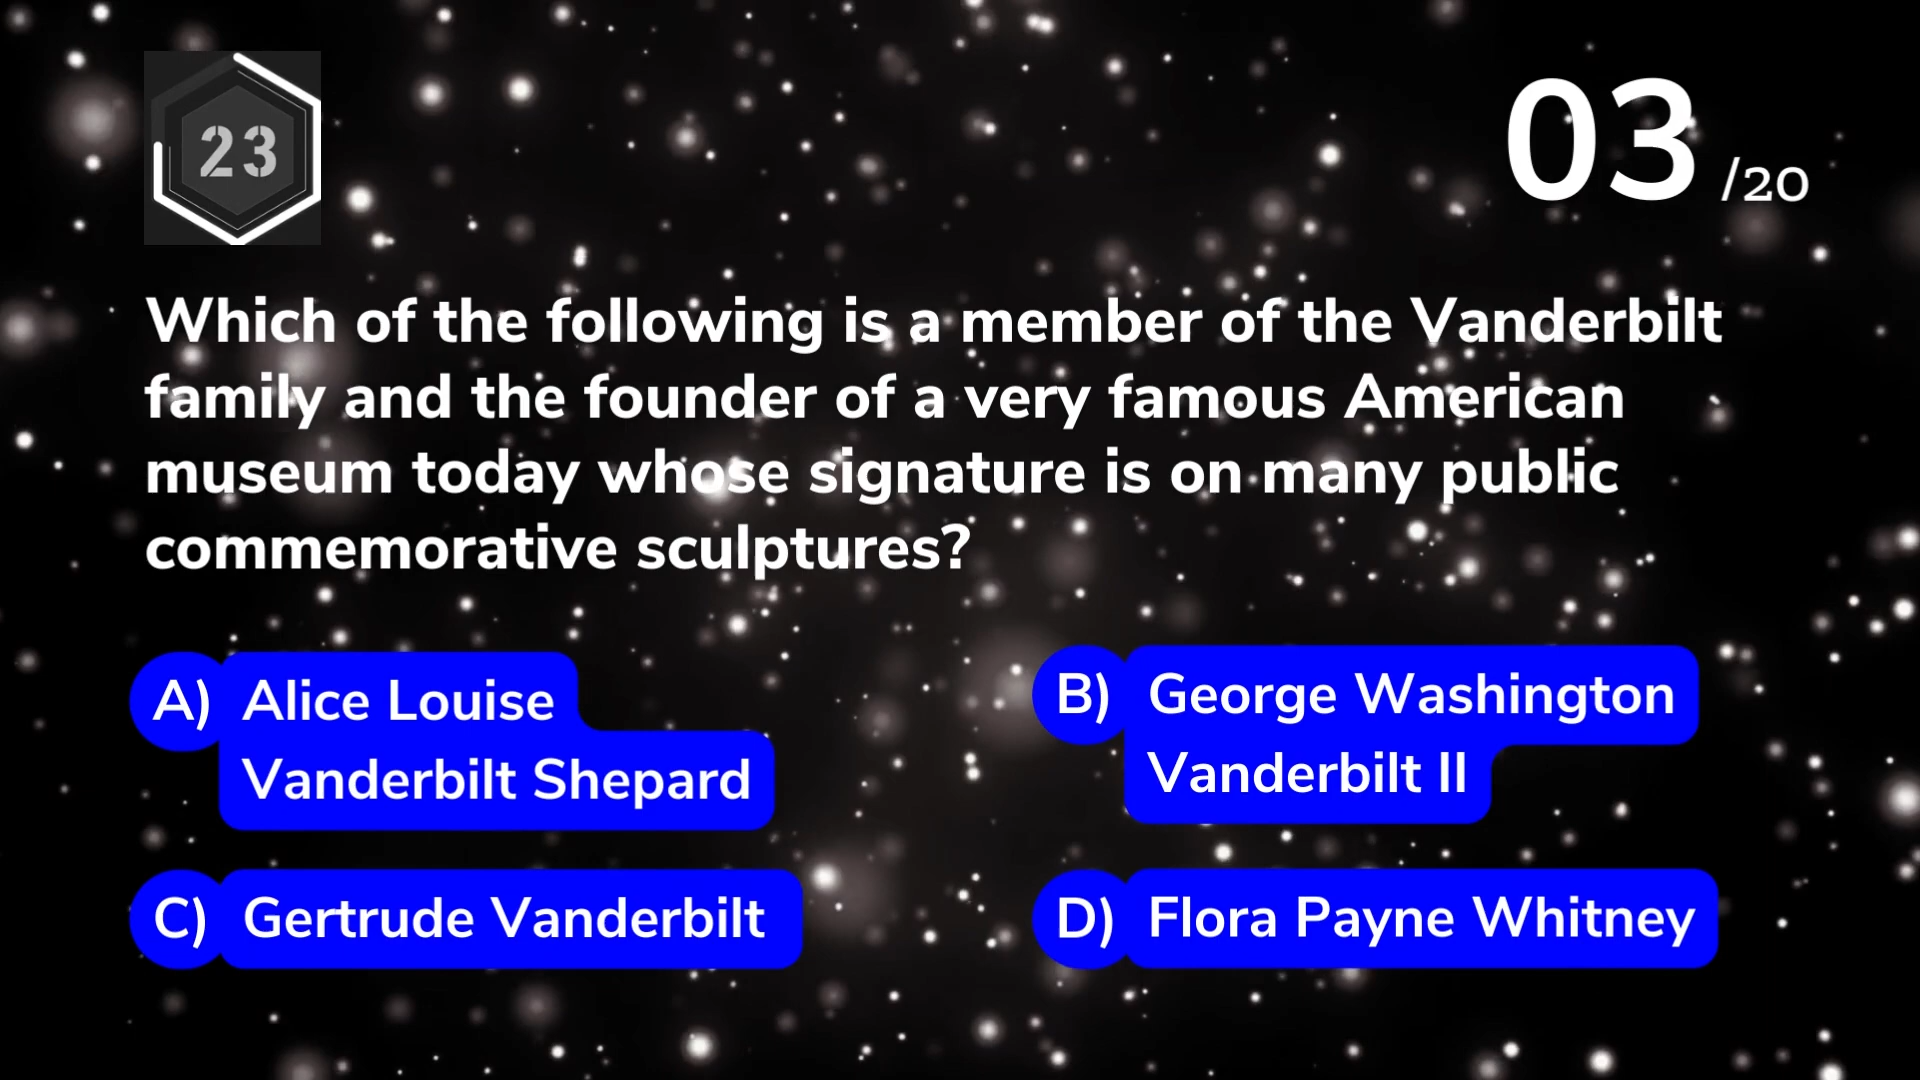 23
03 /20
Which of the following is a member of the Vanderbilt
family and the founder of a very famous American
museum today whose signature is on many public
commemorative sculptures?
A) Alice Louise
Vanderbilt Shepard
B) George Washington
Vanderbilt II
C) Gertrude Vanderbilt
D) Flora Payne Whitney